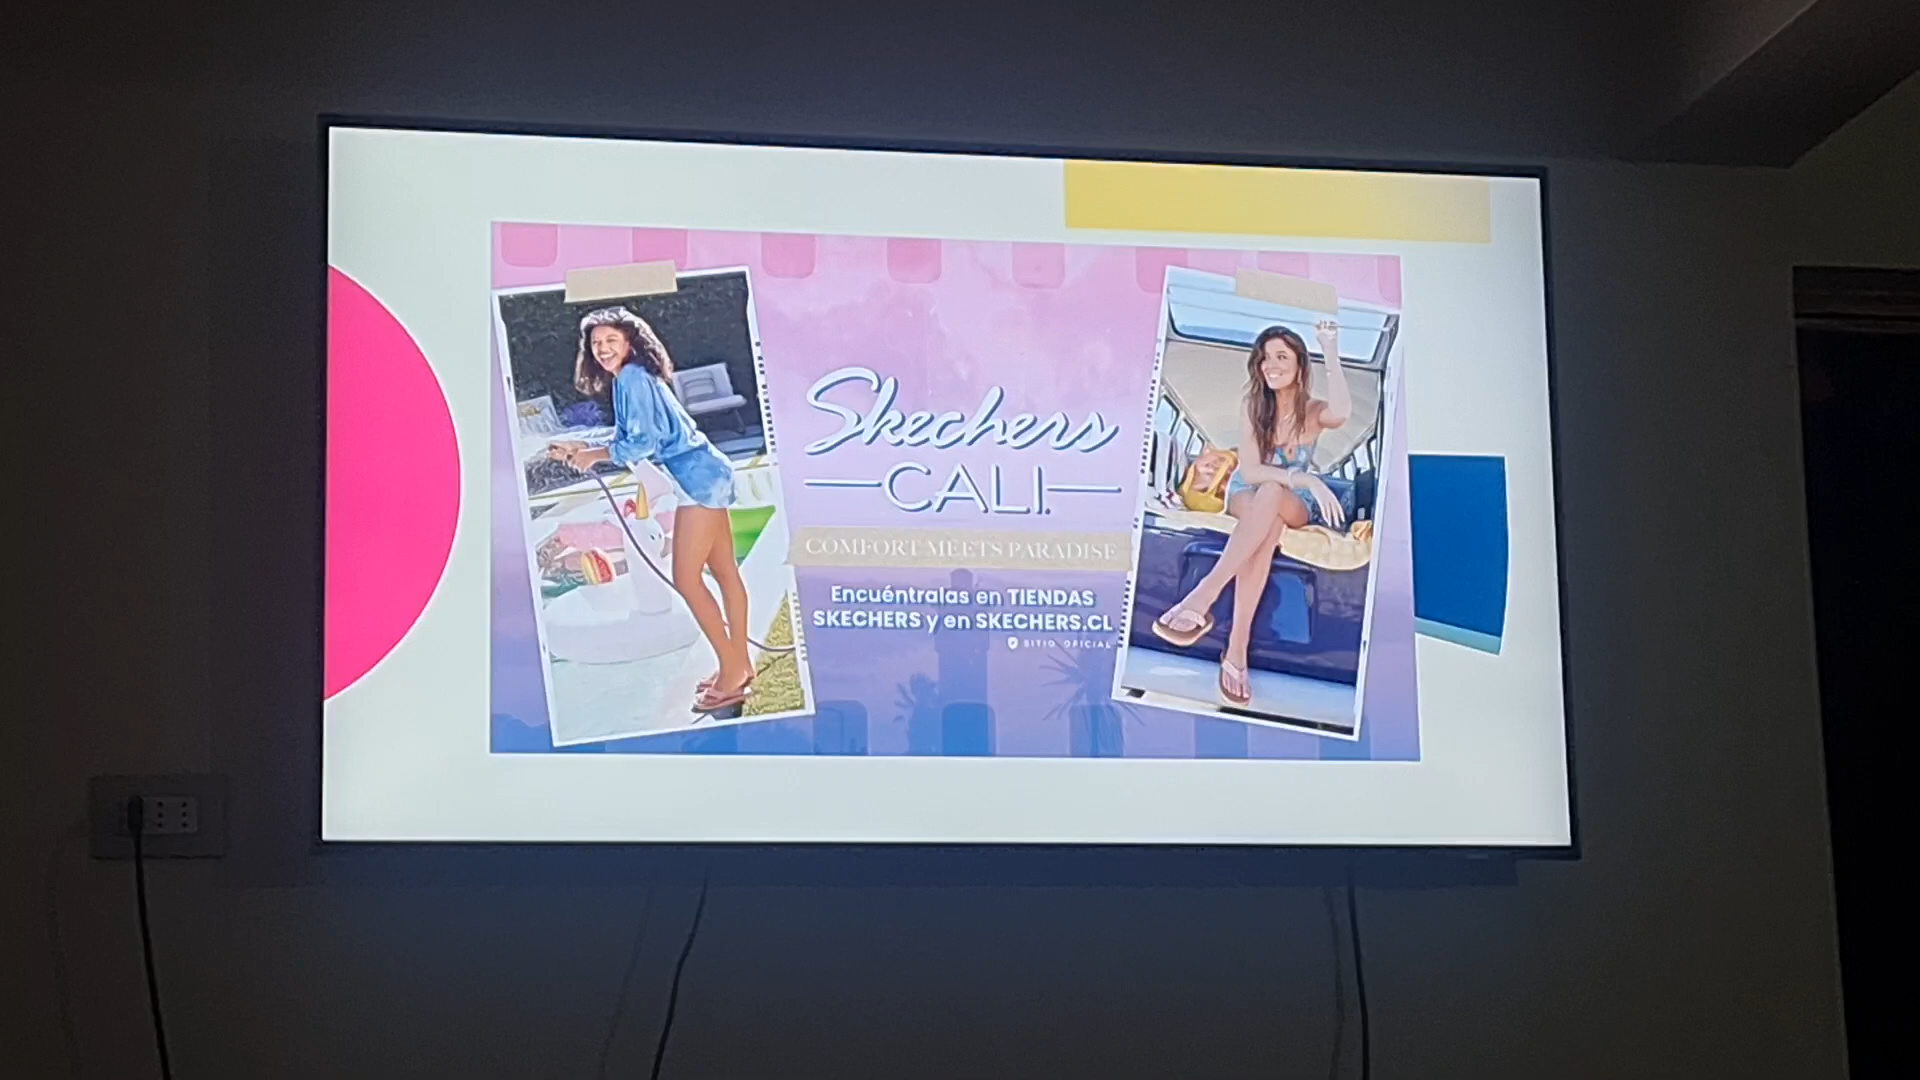 Skechers
CALI.
COMFORT MEETS PARADISE
Encuéntralas en TIENDAS
SKECHERS y en SKECHERS.CL
SITIO OFICIAL